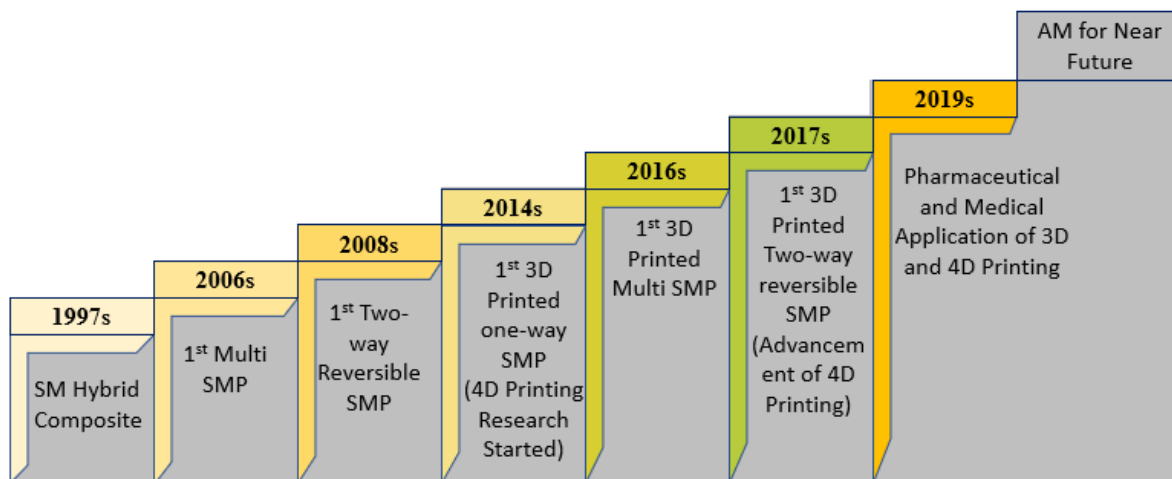 1997s
SM Hybrid
Composite
2006s
1st Multi
SMP
2008s
1st Two-
way
Reversible
SMP
2014s
1st 3D
Printed
one-way
SMP
(4D Printing
Research
Started)
2016s
1st 3D
Printed
Multi SMP
2017s
1st 3D
Printed
Two-way
reversible
SMP
(Advancem
ent of 4D
Printing)
2019s
Pharmaceutical
and Medical
Application of 3D
and 4D Printing
AM for Near
Future